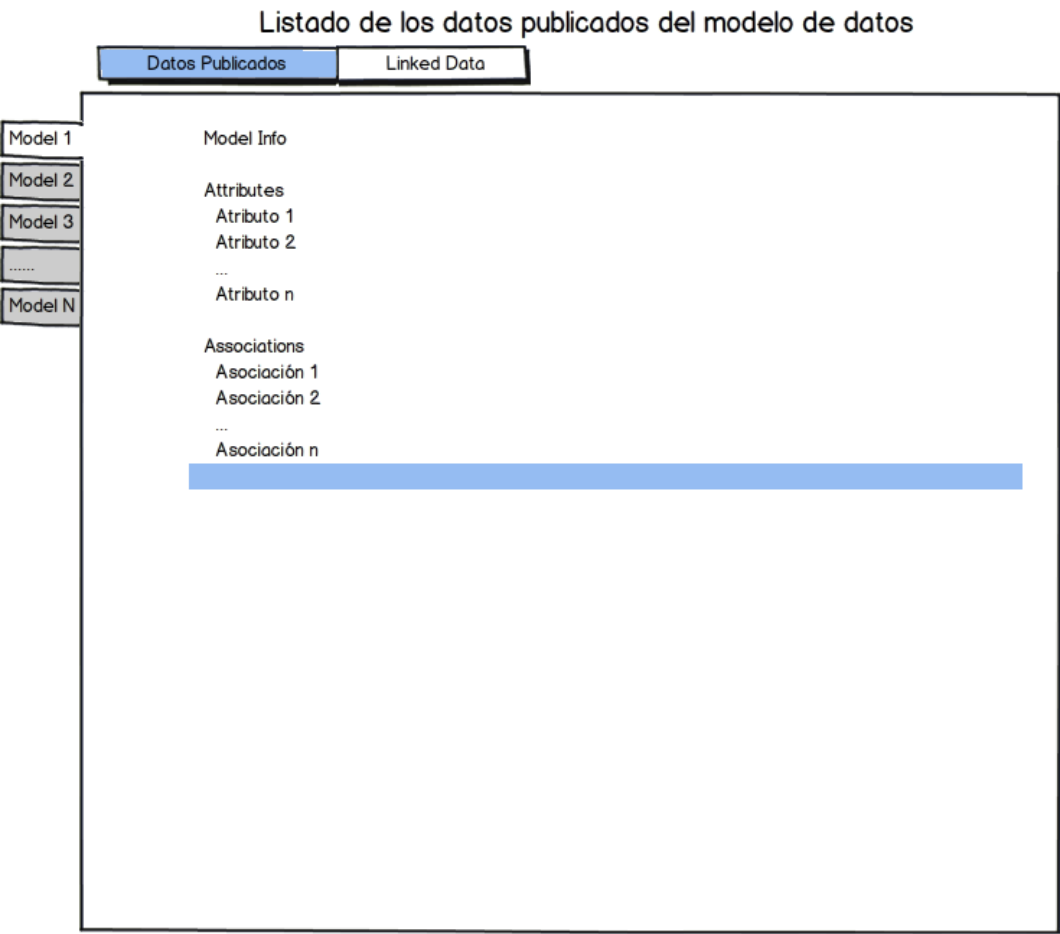 Listado de los datos publicados del modelo de datos
Datos Publicados
Linked Data
Model 1
Model 2
Model 3
......
Model N
Model Info
Attributes
Atributo 1
Atributo 2
...
Atributo n
Associations
Asociación 1
Asociación 2
...
Asociación n